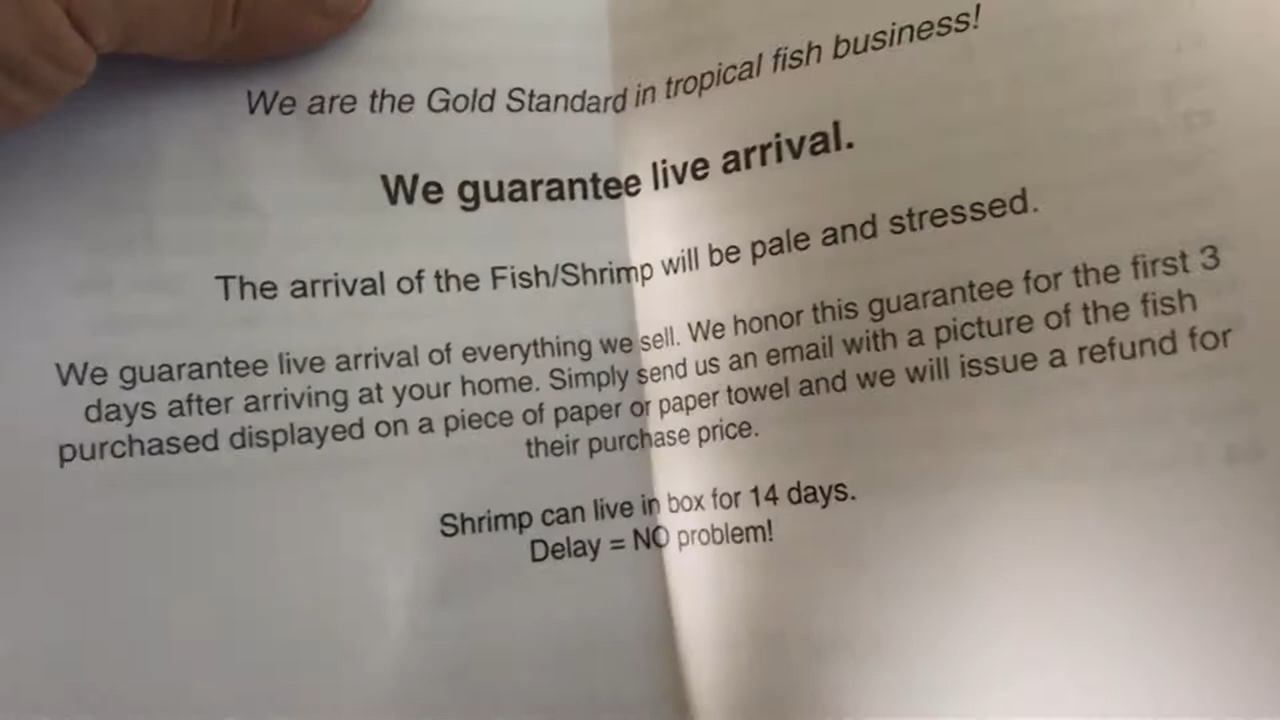 We are the Gold Standard in tropical fish business!
We guarantee live arrival.
The arrival of the Fish/Shrimp will be pale and stressed.
We guarantee live arrival of everything we sell. We honor this guarantee for the first 3
days after arriving at your home. Simply send us an email with a picture of the fish
purchased displayed on a piece of paper or paper towel and we will issue a refund for
their purchase price.
Shrimp can live in box for 14 days.
Delay = NO problem!